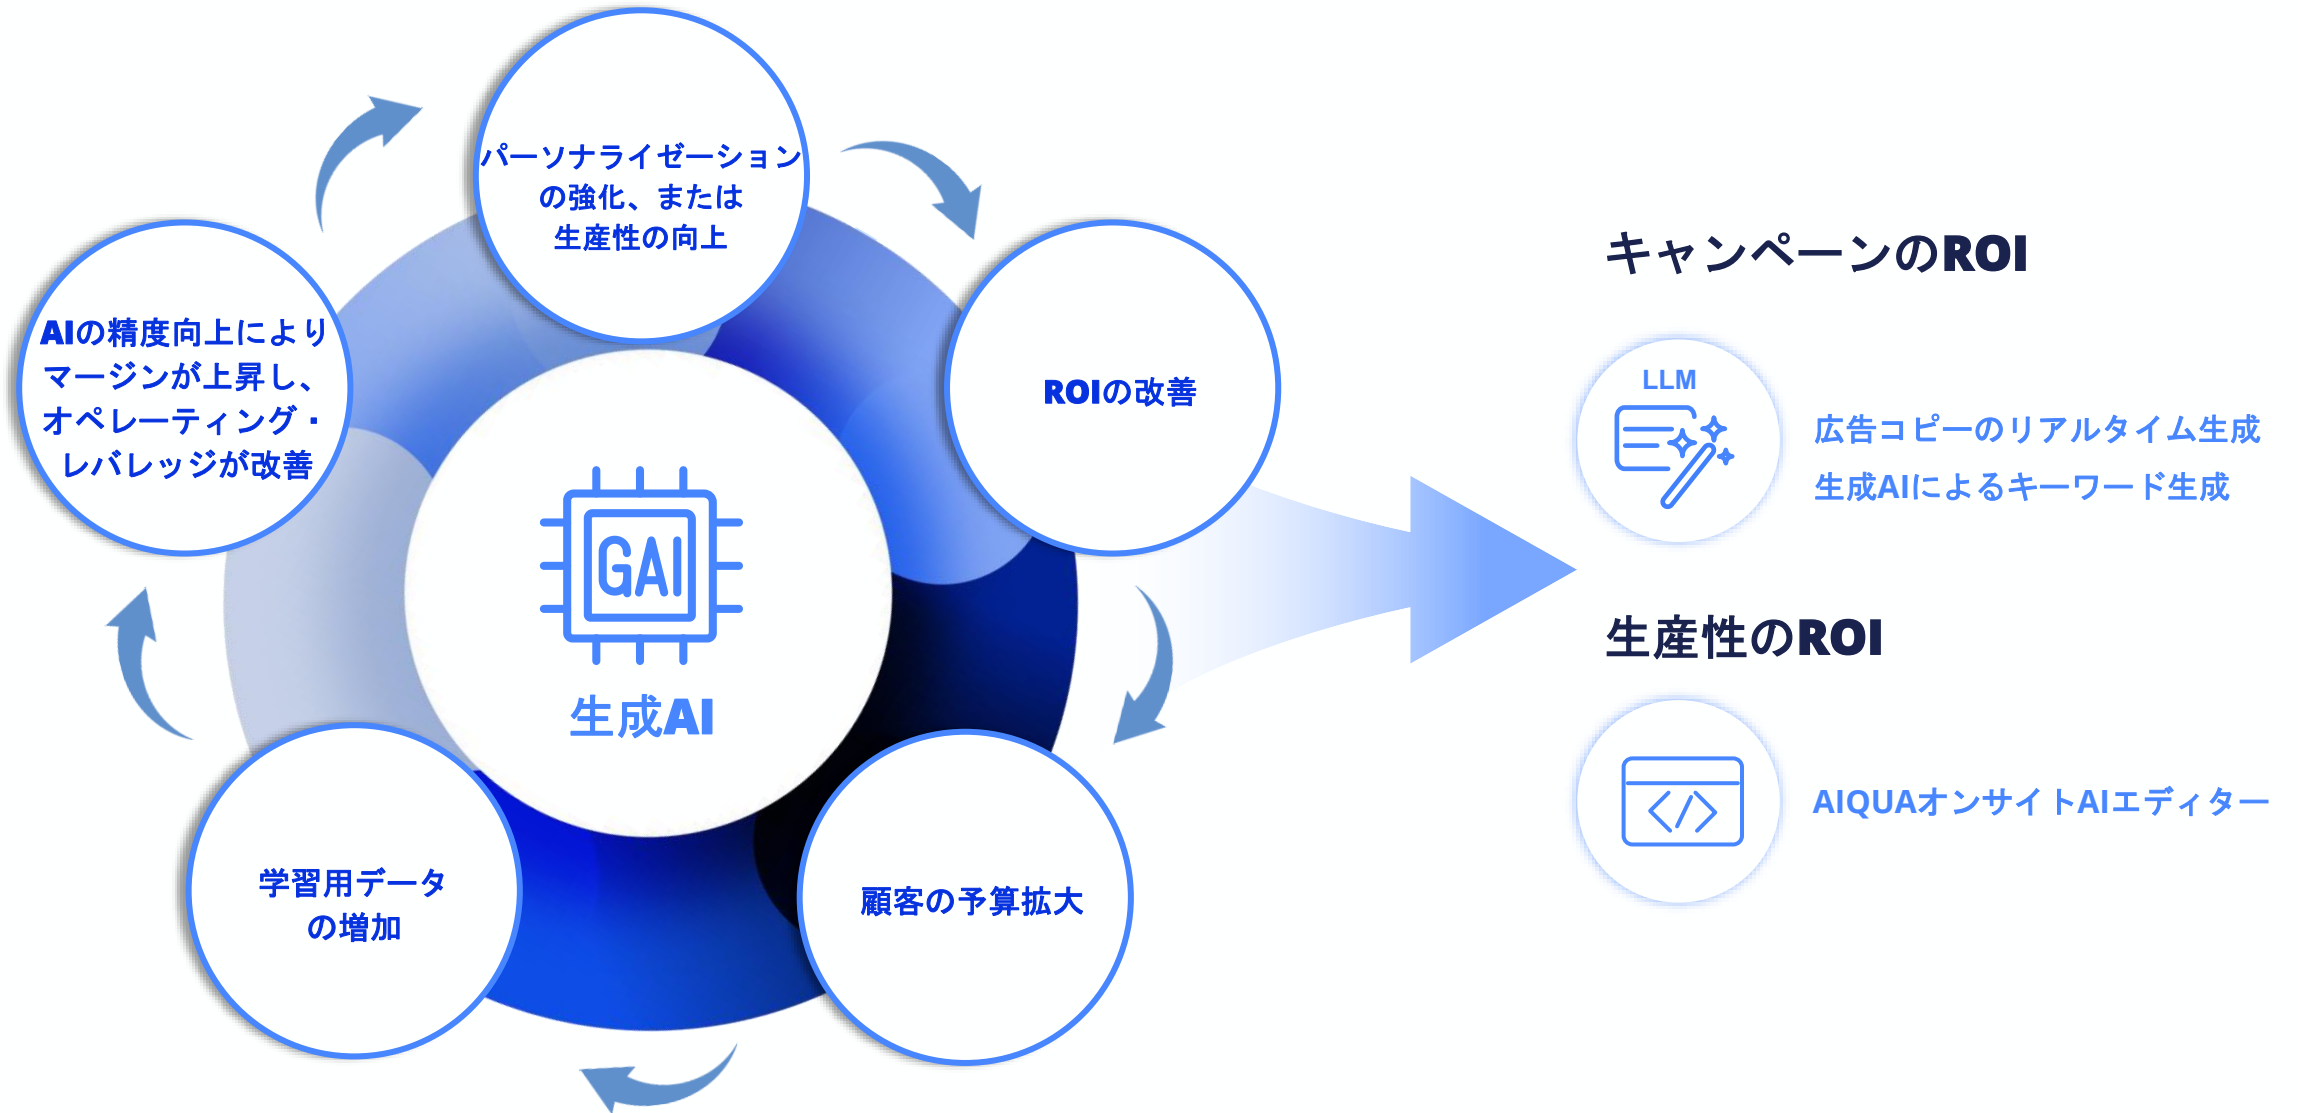 パーソナライゼーション
の強化、または
生産性の向上
ROIの改善
顧客の予算拡大
学習用データ
の増加
AIの精度向上により
マージンが上昇し、
オペレーティング・
レバレッジが改善
GAI
生成AI
キャンペーンのROI
LLM
広告コピーのリアルタイム生成
生成AIによるキーワード生成
生産性のROI
</>
AIQUAオンサイトAIエディター